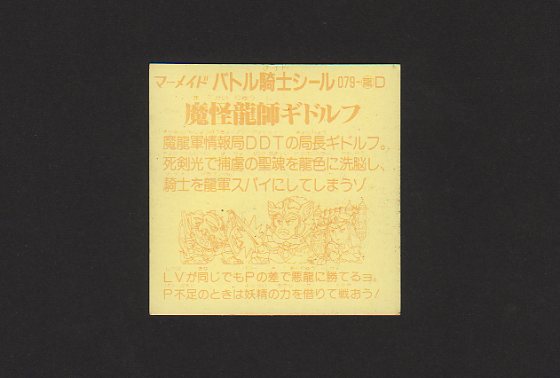 マーメイド バトル騎士シール 079-悪D
魔怪龍師ギドルフ
魔龍軍情報局DDTの局長ギドルフ。
死剣光で捕虜の聖魂を龍色に洗脳し、
騎士を龍軍スパイにしてしまうゾ
LVが同じでもPの差で悪龍に勝てるョ。
P不足のときは妖精の力を借りて戦おう!